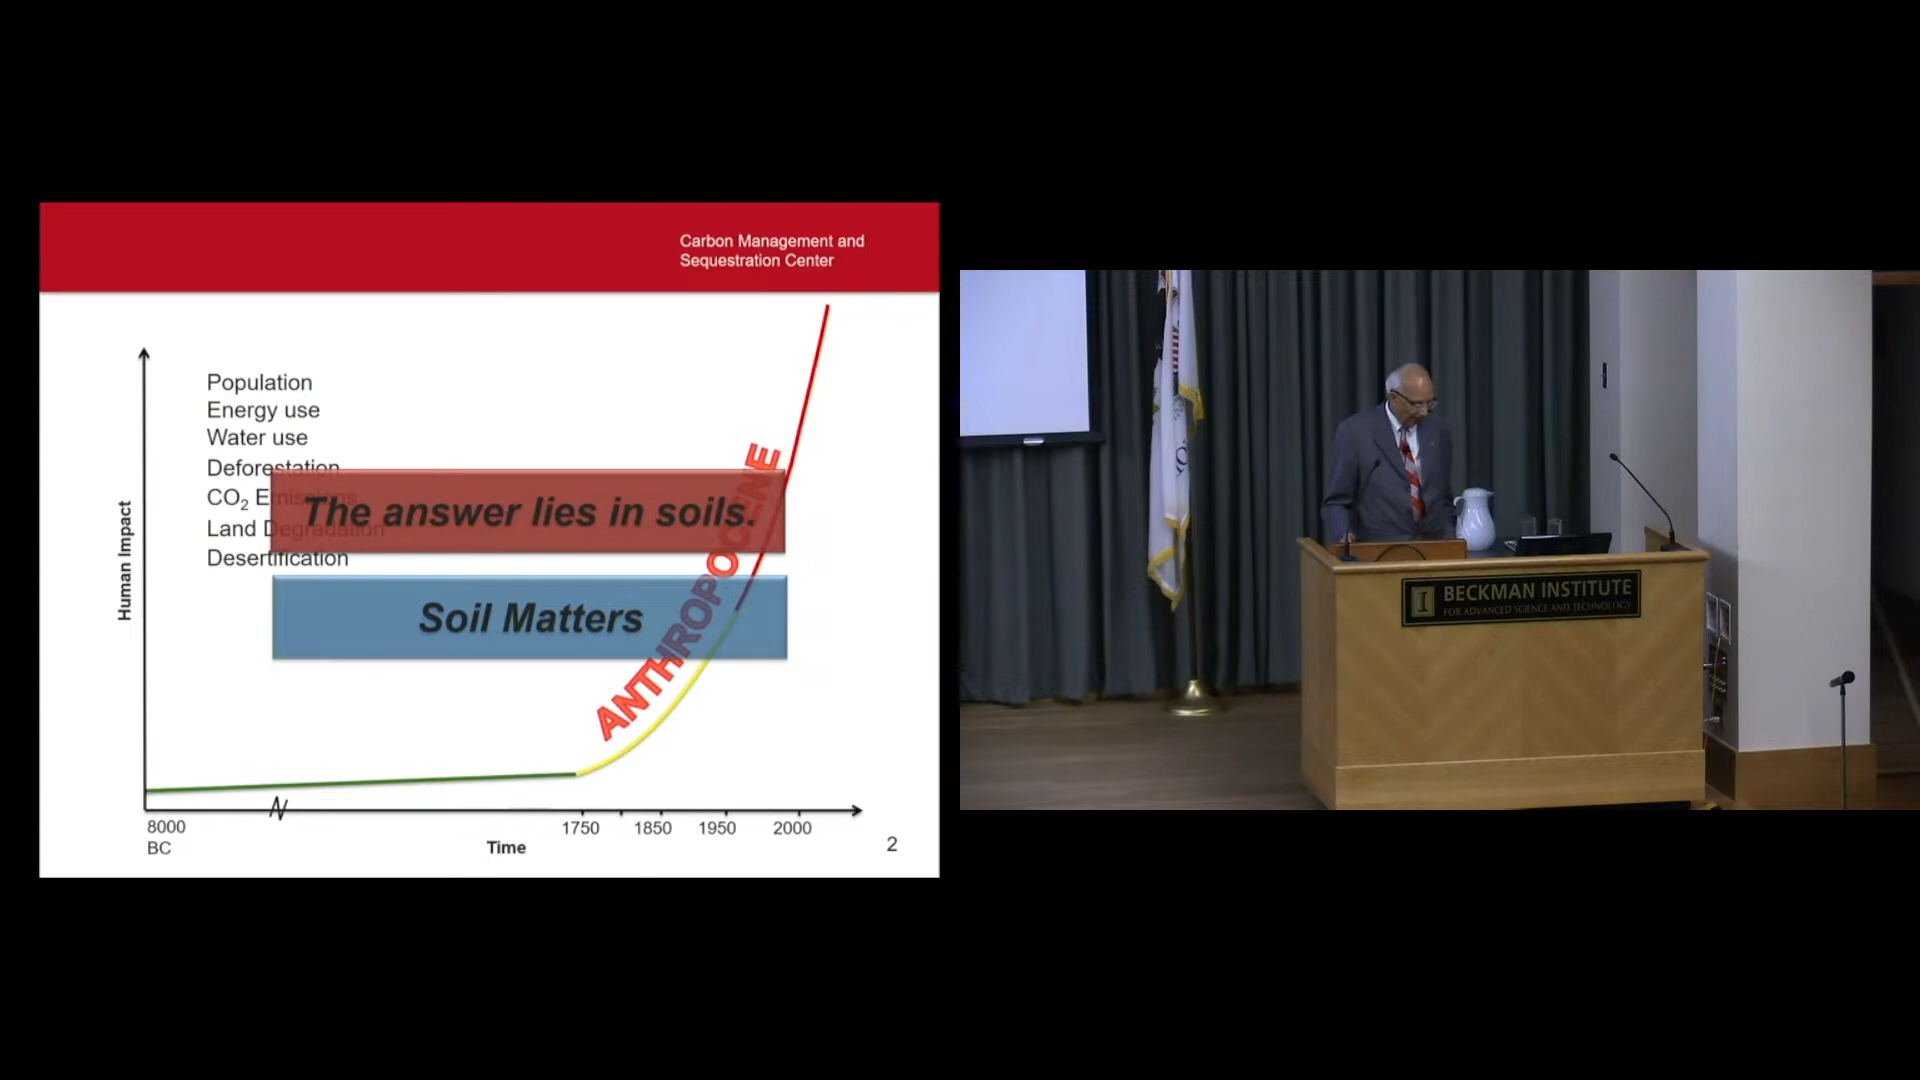 Carbon Management and
Sequestration Center
Population
Energy use
Water use
Deforestation
CO2 Emissions
Land Degradation
Desertification
The answer lies in soils.
Soil Matters
ANTHROPOCENE
Human Impact
8000
BC
1750
1850
1950
2000
Time
2
I BECKMAN INSTITUTE
FOR ADVANCED SCIENCE AND TECHNOLOGY